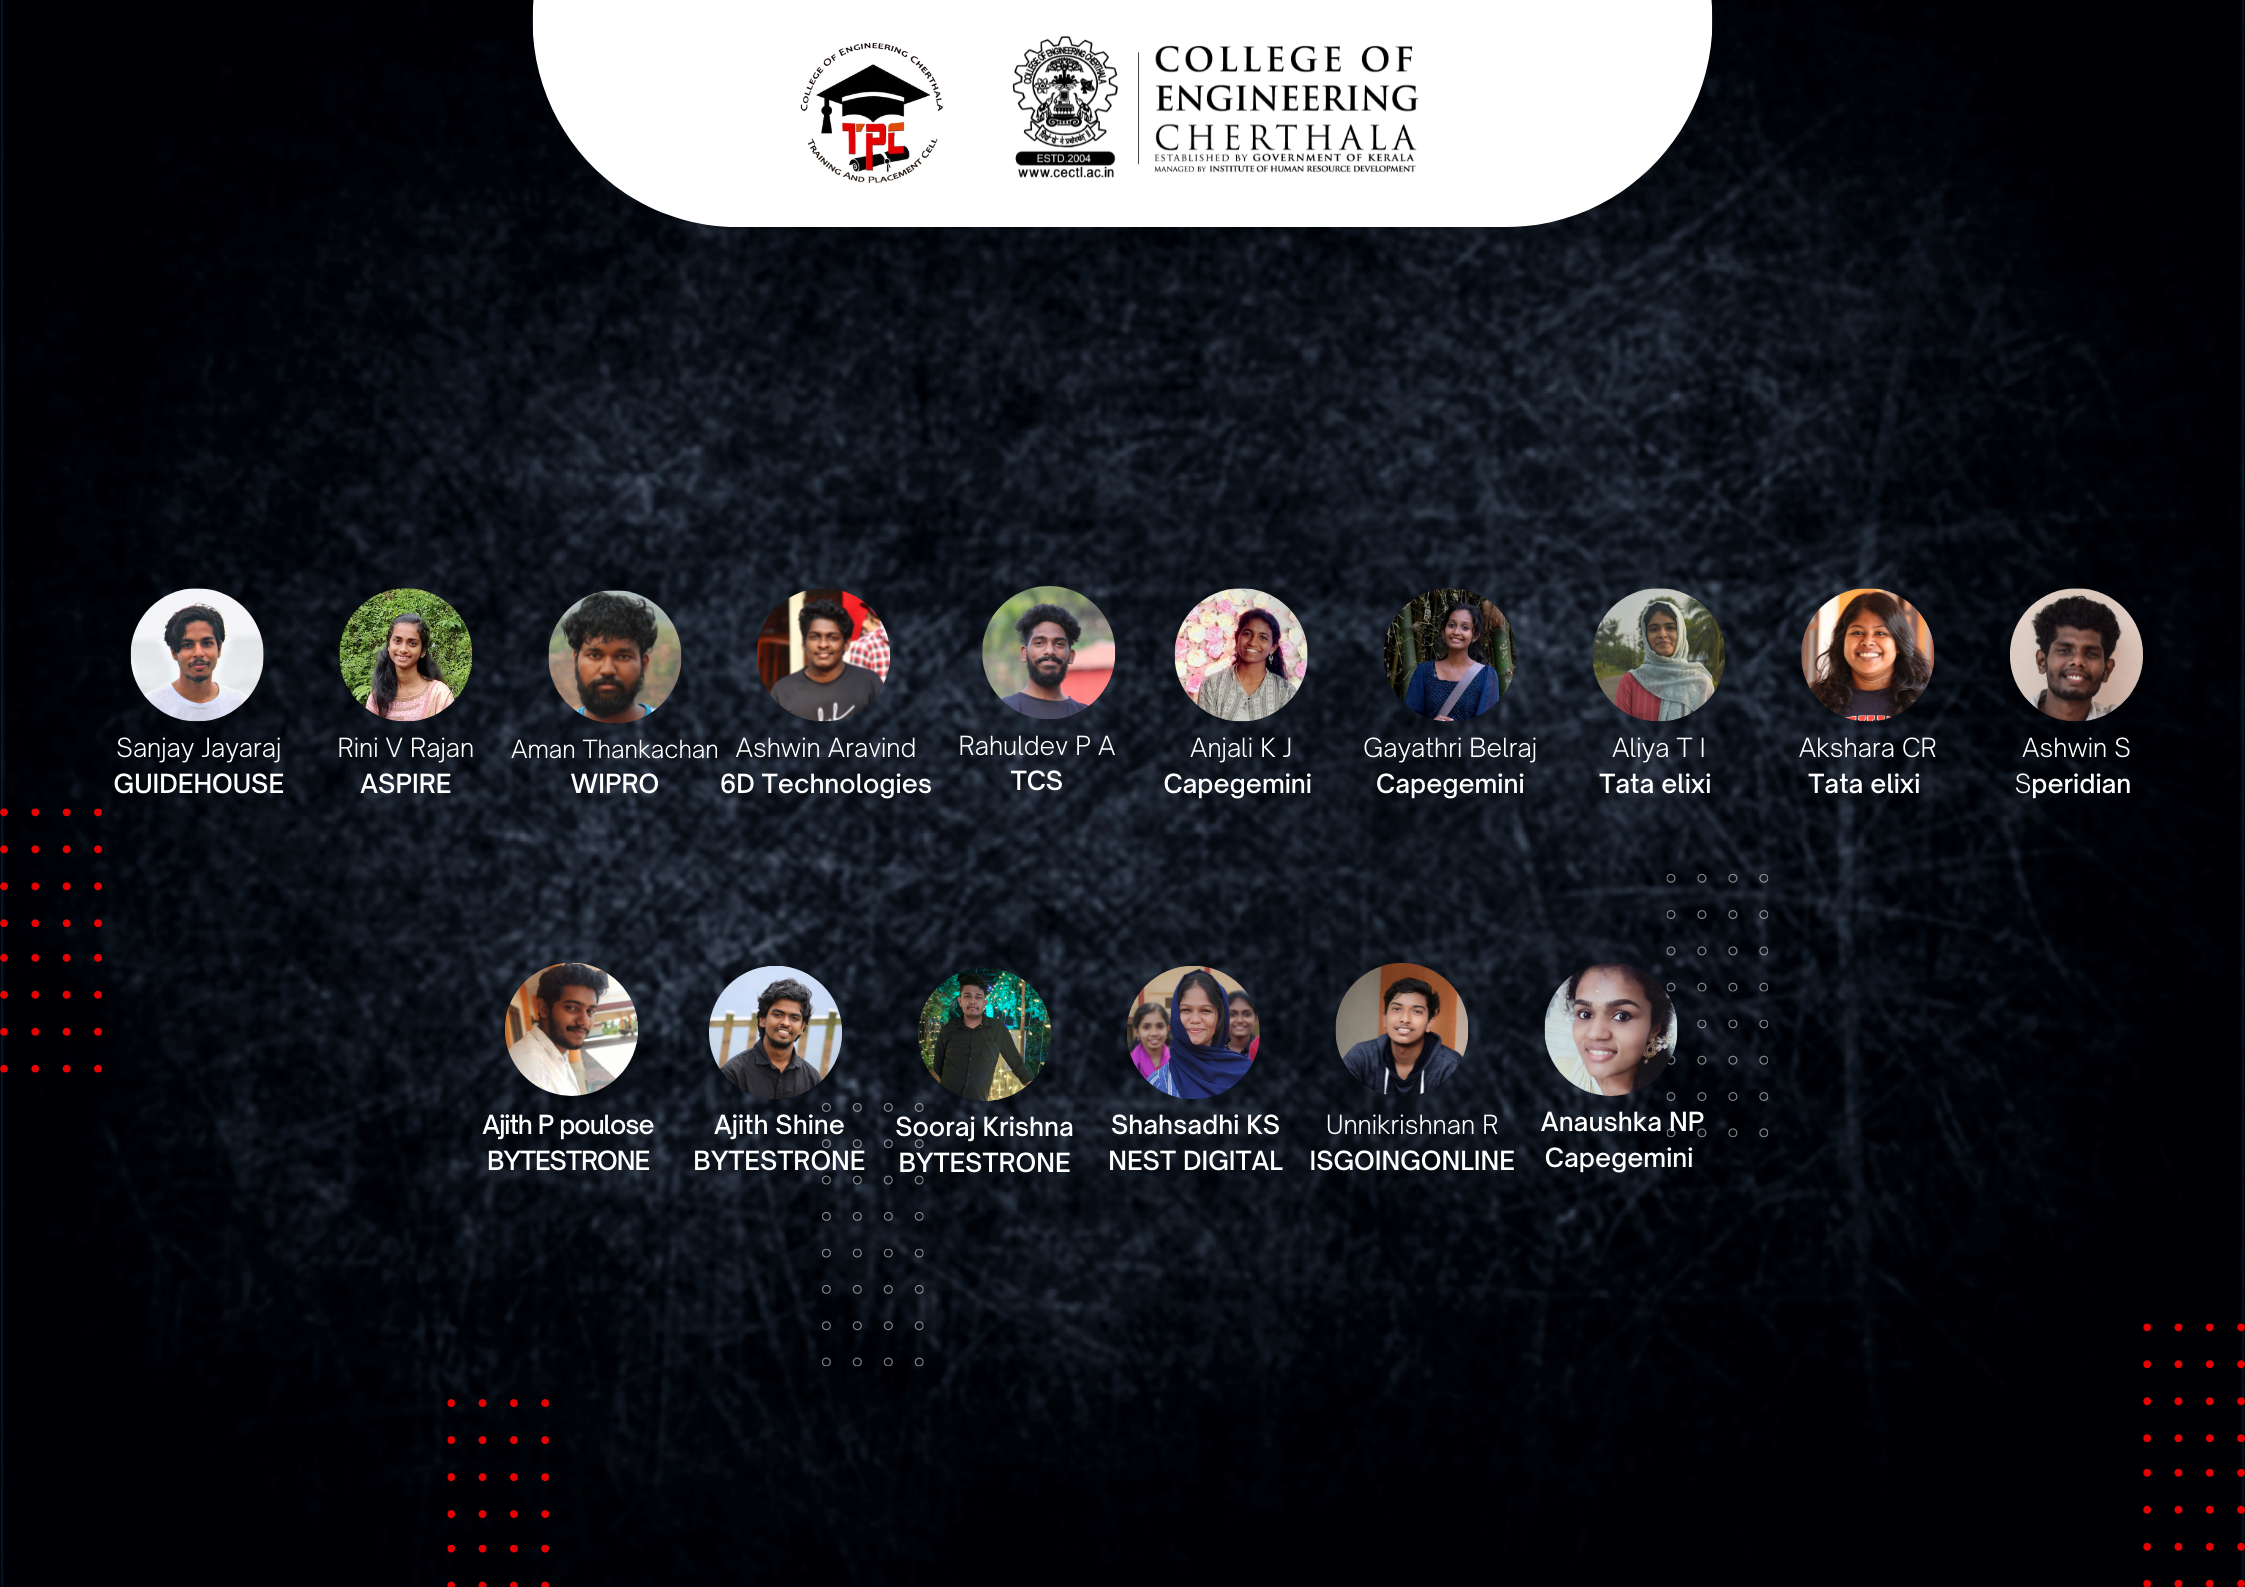 COLLEGE OF ENGINEERING CHERTHALA
TPC
TRAINING AND PLACEMENT CELL
COLLEGE OF ENGINEERING CHERTHALA
ESTD.2004
www.cectl.ac.in
COLLEGE OF
ENGINEERING
CHERTHALA
ESTABLISHED BY GOVERNMENT OF KERALA
MANAGED BY INSTITUTE OF HUMAN RESOURCE DEVELOPMENT
Sanjay Jayaraj
GUIDEHOUSE
Rini V Rajan
ASPIRE
Aman Thankachan
WIPRO
Ashwin Aravind
6D Technologies
Rahuldev P A
TCS
Anjali K J
Capegemini
Gayathri Belraj
Capegemini
Aliya T I
Tata elixi
Akshara CR
Tata elixi
Ashwin S
Speridian
Ajith P poulose
BYTESTRONE
Ajith Shine
BYTESTRONE
Sooraj Krishna
BYTESTRONE
Shahsadhi KS
NEST DIGITAL
Unnikrishnan R
ISGOINGONLINE
Anaushka NP
Capegemini